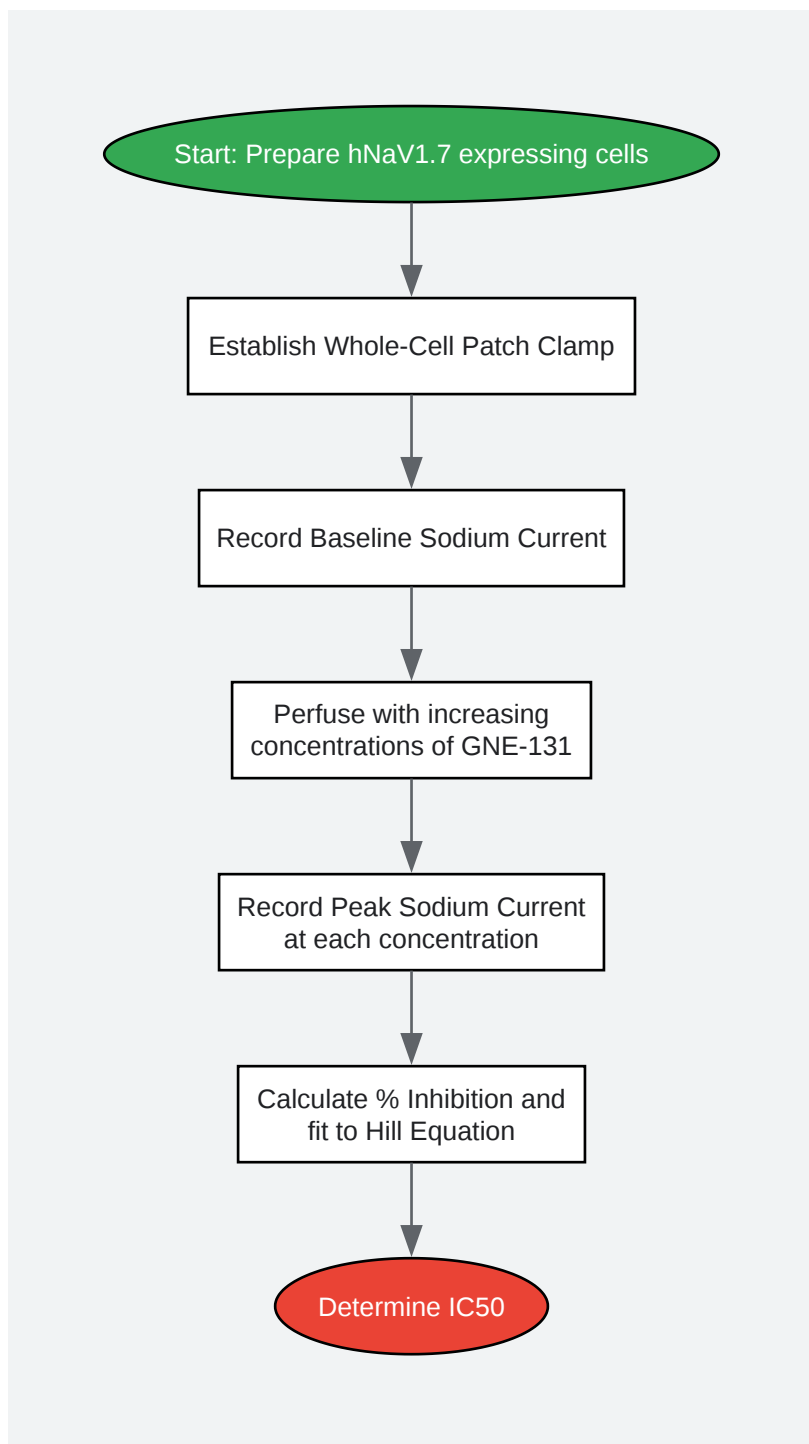 Start: Prepare hNaV1.7 expressing cells
Establish Whole-Cell Patch Clamp
Record Baseline Sodium Current
Perfuse with increasing
concentrations of GNE-131
Record Peak Sodium Current
at each concentration
Calculate % Inhibition and
fit to Hill Equation
Determine IC50